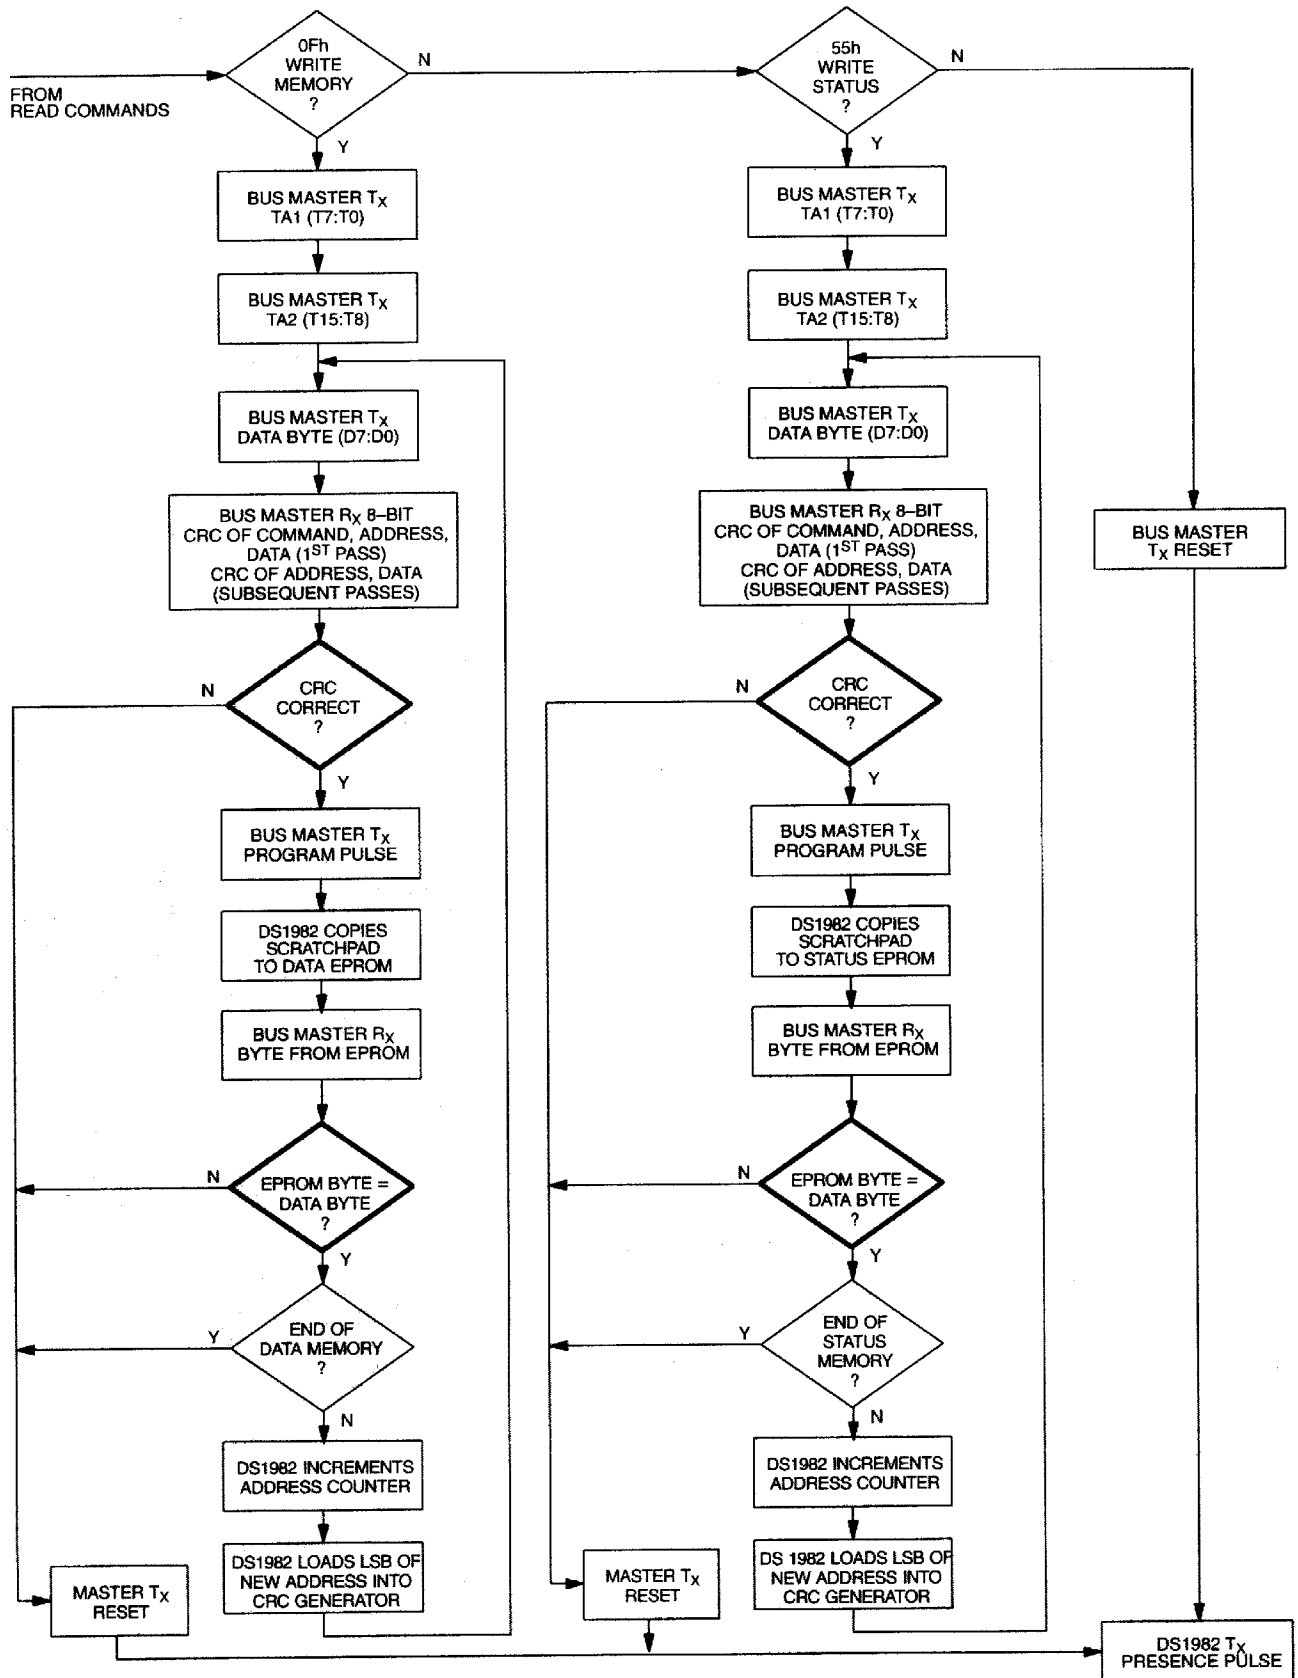 0Fh
WRITE
MEMORY
?
N
55h
WRITE
STATUS
?
N
FROM
READ COMMANDS
Y
BUS MASTER TX
TA1 (T7:T0)
BUS MASTER TX
TA2 (T15:T8)
BUS MASTER TX
DATA BYTE (D7:D0)
BUS MASTER RX 8–BIT
CRC OF COMMAND, ADDRESS,
DATA (1ST PASS)
CRC OF ADDRESS, DATA
(SUBSEQUENT PASSES)
N
CRC
CORRECT
?
Y
BUS MASTER TX
PROGRAM PULSE
DS1982 COPIES
SCRATCHPAD
TO DATA EPROM
BUS MASTER RX
BYTE FROM EPROM
N
EPROM BYTE =
DATA BYTE
?
Y
Y
END OF
DATA MEMORY
?
N
DS1982 INCREMENTS
ADDRESS COUNTER
DS1982 LOADS LSB OF
NEW ADDRESS INTO
CRC GENERATOR
MASTER TX
RESET
Y
BUS MASTER TX
TA1 (T7:T0)
BUS MASTER TX
TA2 (T15:T8)
BUS MASTER TX
DATA BYTE (D7:D0)
BUS MASTER RX 8–BIT
CRC OF COMMAND, ADDRESS,
DATA (1ST PASS)
CRC OF ADDRESS, DATA
(SUBSEQUENT PASSES)
N
CRC
CORRECT
?
Y
BUS MASTER TX
PROGRAM PULSE
DS1982 COPIES
SCRATCHPAD
TO STATUS EPROM
BUS MASTER RX
BYTE FROM EPROM
N
EPROM BYTE =
DATA BYTE
?
Y
Y
END OF
STATUS
MEMORY
?
N
DS1982 INCREMENTS
ADDRESS COUNTER
DS 1982 LOADS LSB OF
NEW ADDRESS INTO
CRC GENERATOR
MASTER TX
RESET
BUS MASTER
TX RESET
DS1982 TX
PRESENCE PULSE